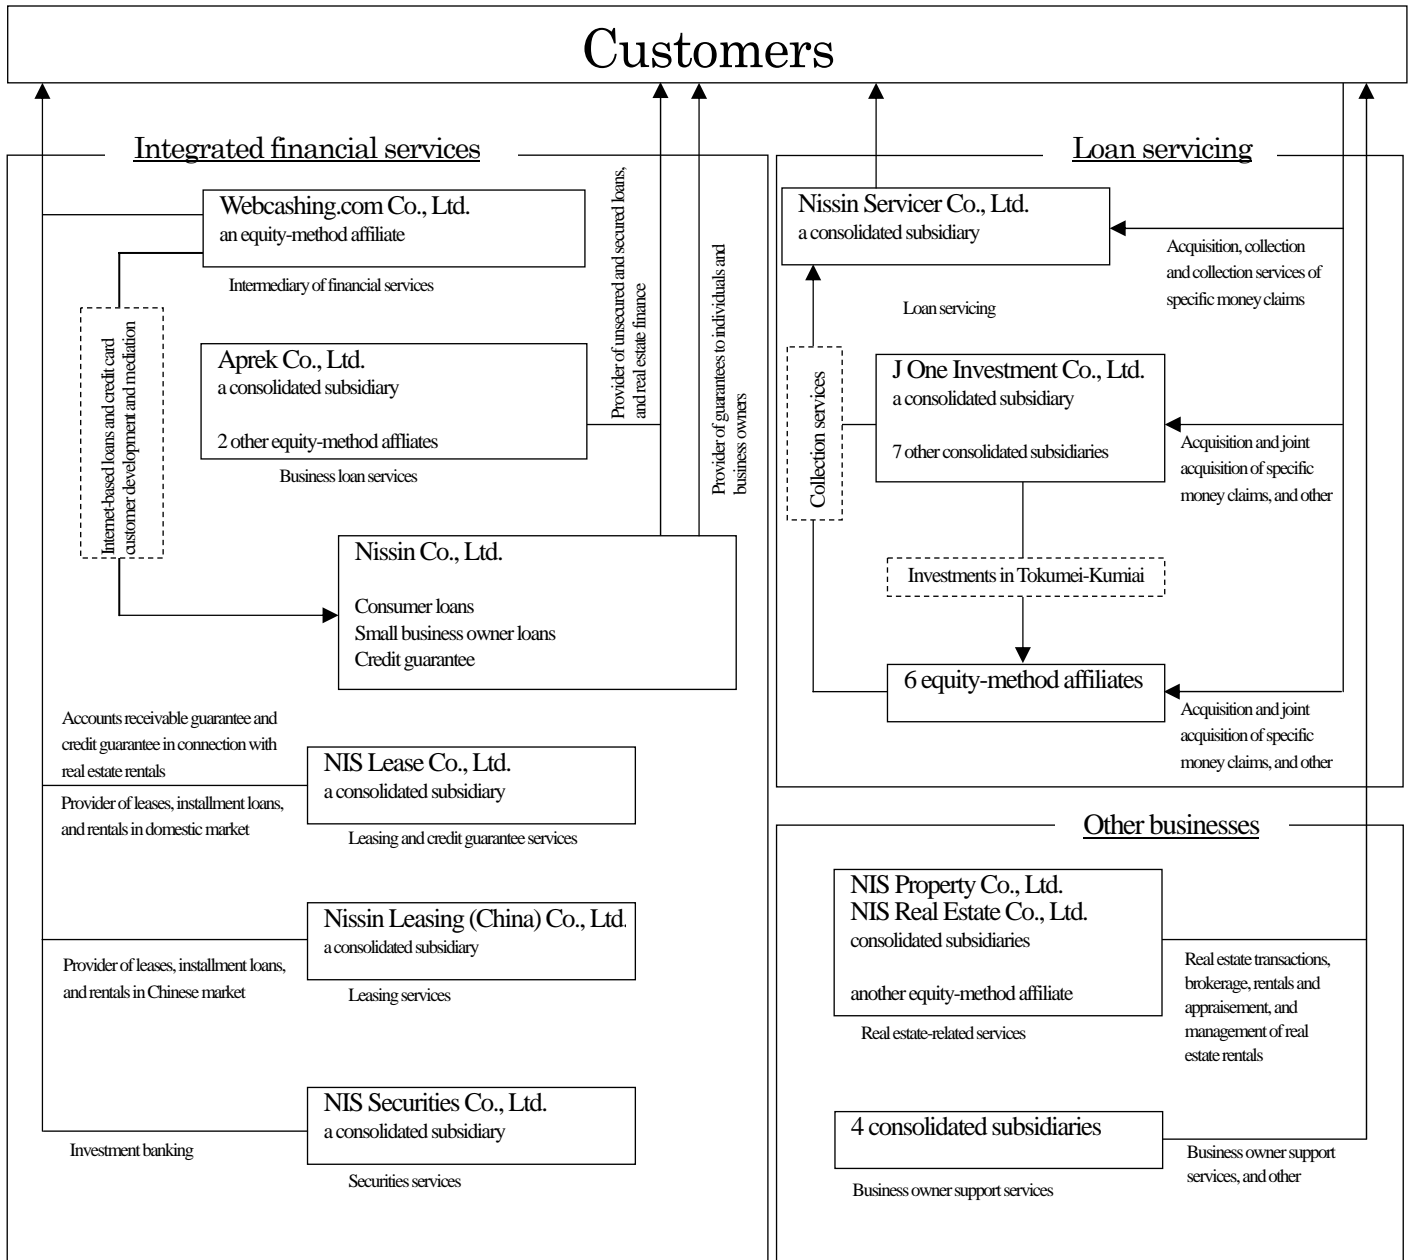 Customers
Integrated financial services
Webcashing.com Co., Ltd.
an equity-method affiliate
Intermediary of financial services
Internet-based loans and credit card
customer development and mediation
Aprek Co., Ltd.
a consolidated subsidiary
2 other equity-method affliates
Business loan services
Provider of unsecured and secured loans,
and real estate finance
Provider of guarantees to individuals and
business owners
Nissin Co., Ltd.
Consumer loans
Small business owner loans
Credit guarantee
Accounts receivable guarantee and
credit guarantee in connection with
real estate rentals
Provider of leases, installment loans,
and rentals in domestic market
NIS Lease Co., Ltd.
a consolidated subsidiary
Leasing and credit guarantee services
Nissin Leasing (China) Co., Ltd.
a consolidated subsidiary
Provider of leases, installment loans,
and rentals in Chinese market
Leasing services
NIS Securities Co., Ltd.
a consolidated subsidiary
Investment banking
Securities services
Loan servicing
Nissin Servicer Co., Ltd.
a consolidated subsidiary
Loan servicing
Acquisition, collection
and collection services of
specific money claims
Collection services
J One Investment Co., Ltd.
a consolidated subsidiary
7 other consolidated subsidiaries
Acquisition and joint
acquisition of specific
money claims, and other
Investments in Tokumei-Kumiai
6 equity-method affiliates
Acquisition and joint
acquisition of specific
money claims, and other
Other businesses
NIS Property Co., Ltd.
NIS Real Estate Co., Ltd.
consolidated subsidiaries
another equity-method affiliate
Real estate-related services
Real estate transactions,
brokerage, rentals and
appraisement, and
management of real
estate rentals
4 consolidated subsidiaries
Business owner support services
Business owner support
services, and other